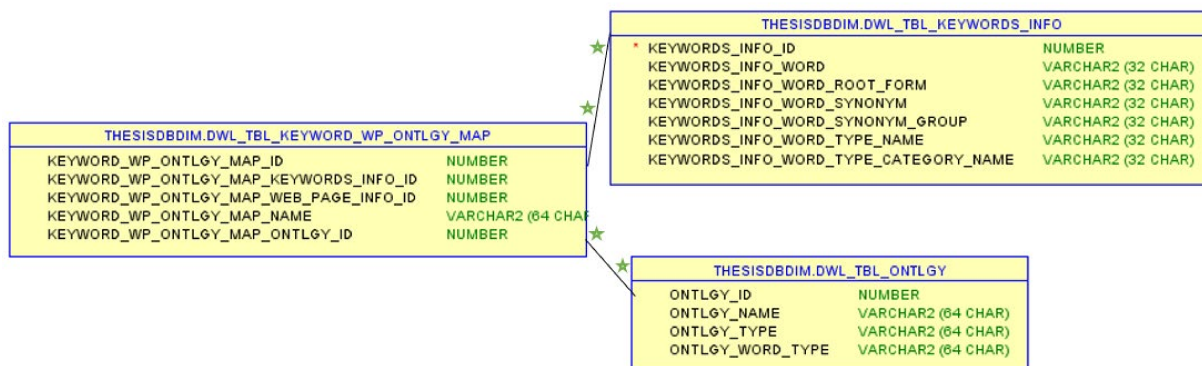 THESISDBDIM.DWL_TBL_KEYWORDS_INFO
* KEYWORDS_INFO_ID NUMBER
KEYWORDS_INFO_WORD VARCHAR2 (32 CHAR)
KEYWORDS_INFO_WORD_ROOT_FORM VARCHAR2 (32 CHAR)
KEYWORDS_INFO_WORD_SYNONYM VARCHAR2 (32 CHAR)
KEYWORDS_INFO_WORD_SYNONYM_GROUP VARCHAR2 (32 CHAR)
KEYWORDS_INFO_WORD_TYPE_NAME VARCHAR2 (32 CHAR)
KEYWORDS_INFO_WORD_TYPE_CATEGORY_NAME VARCHAR2 (32 CHAR)
THESISDBDIM.DWL_TBL_KEYWORD_WP_ONTLGY_MAP
KEYWORD_WP_ONTLGY_MAP_ID NUMBER
KEYWORD_WP_ONTLGY_MAP_KEYWORDS_INFO_ID NUMBER
KEYWORD_WP_ONTLGY_MAP_WEB_PAGE_INFO_ID NUMBER
KEYWORD_WP_ONTLGY_MAP_NAME VARCHAR2 (64 CHAR
KEYWORD_WP_ONTLGY_MAP_ONTLGY_ID NUMBER
THESISDBDIM.DWL_TBL_ONTLGY
ONTLGY_ID NUMBER
ONTLGY_NAME VARCHAR2 (64 CHAR)
ONTLGY_TYPE VARCHAR2 (64 CHAR)
ONTLGY_WORD_TYPE VARCHAR2 (64 CHAR)